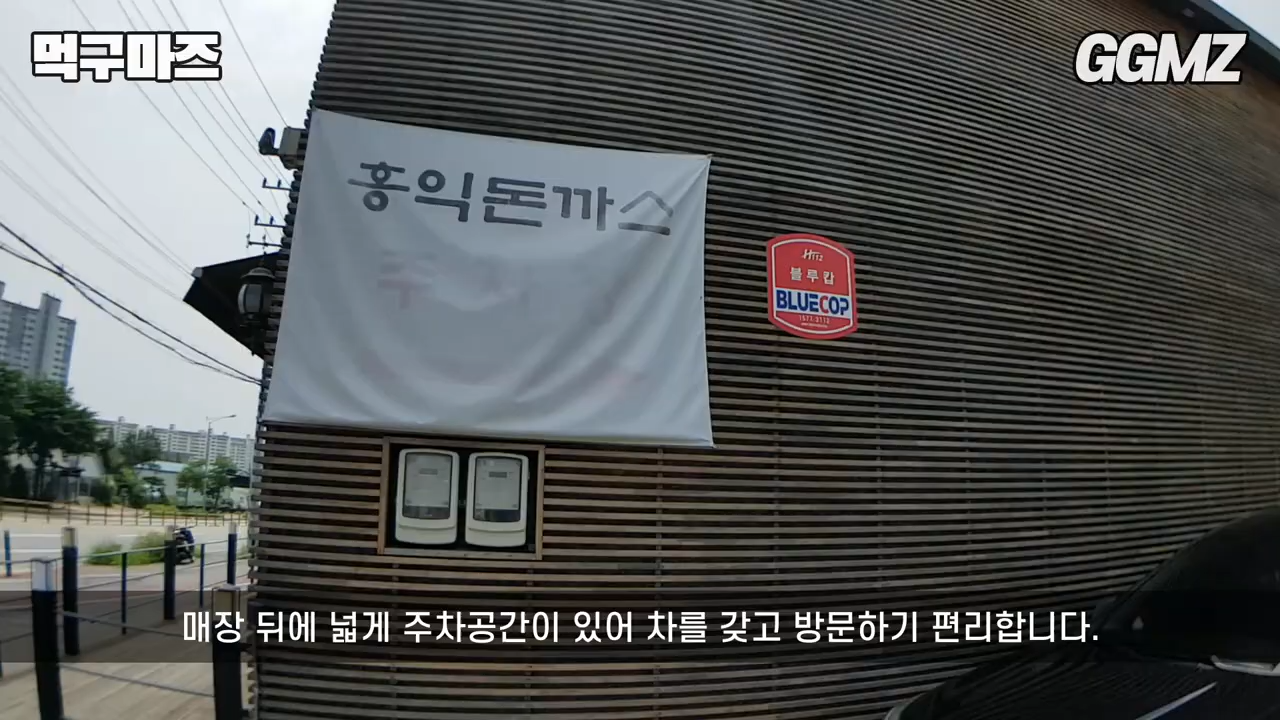 먹구마즈
GGMZ
홍익돈까스
블루캅
BLUECOP
매장 뒤에 넓게 주차공간이 있어 차를 갖고 방문하기 편리합니다.